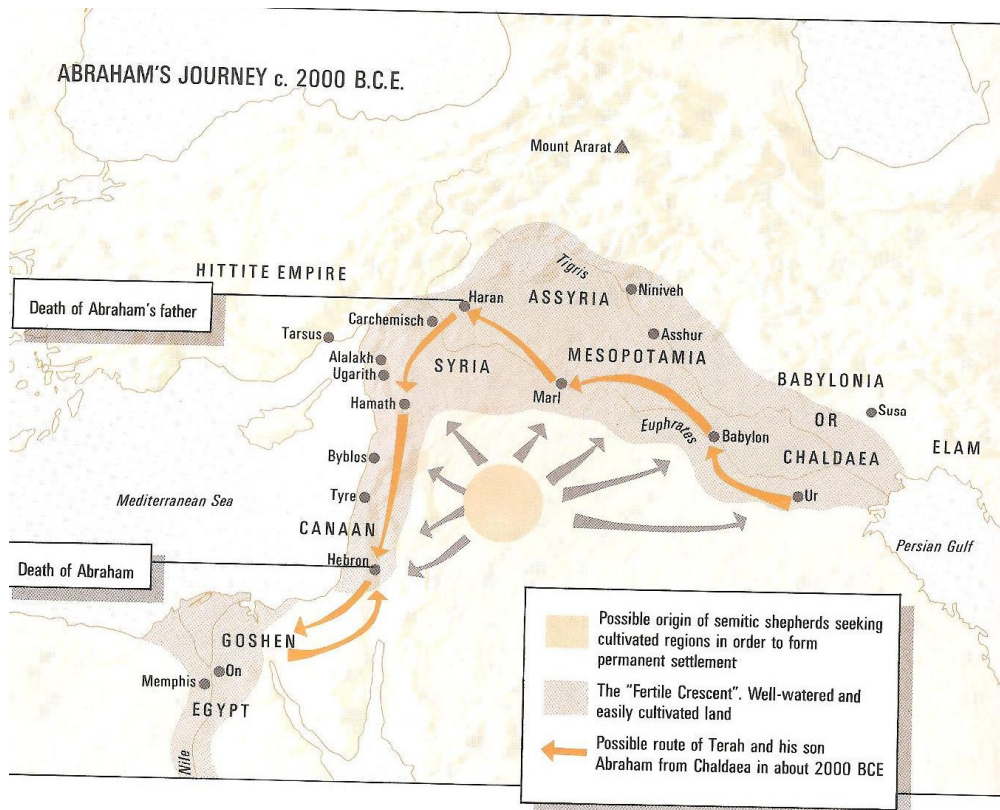 ABRAHAM'S JOURNEY c. 2000 B.C.E.
Mount Ararat
Tigris
HITTITE EMPIRE
Niniveh
ASSYRIA
Death of Abraham's father
Haran
Carchemisch
Tarsus
Asshur
Alalakh
MESOPOTAMIA
SYRIA
Ugarith
BABYLONIA
Marl
Hamath
Susa
OR
Euphrates
Babylon
ELAM
Byblos
CHALDAEA
Tyre
Ur
Mediterranean Sea
CANAAN
Persian Gulf
Hebron
Death of Abraham
GOSHEN
On
Memphis
EGYPT
Nile
Possible origin of semitic shepherds seeking
cultivated regions in order to form
permanent settlement
The "Fertile Crescent". Well-watered and
easily cultivated land
Possible route of Terah and his son
Abraham from Chaldaea in about 2000 BCE